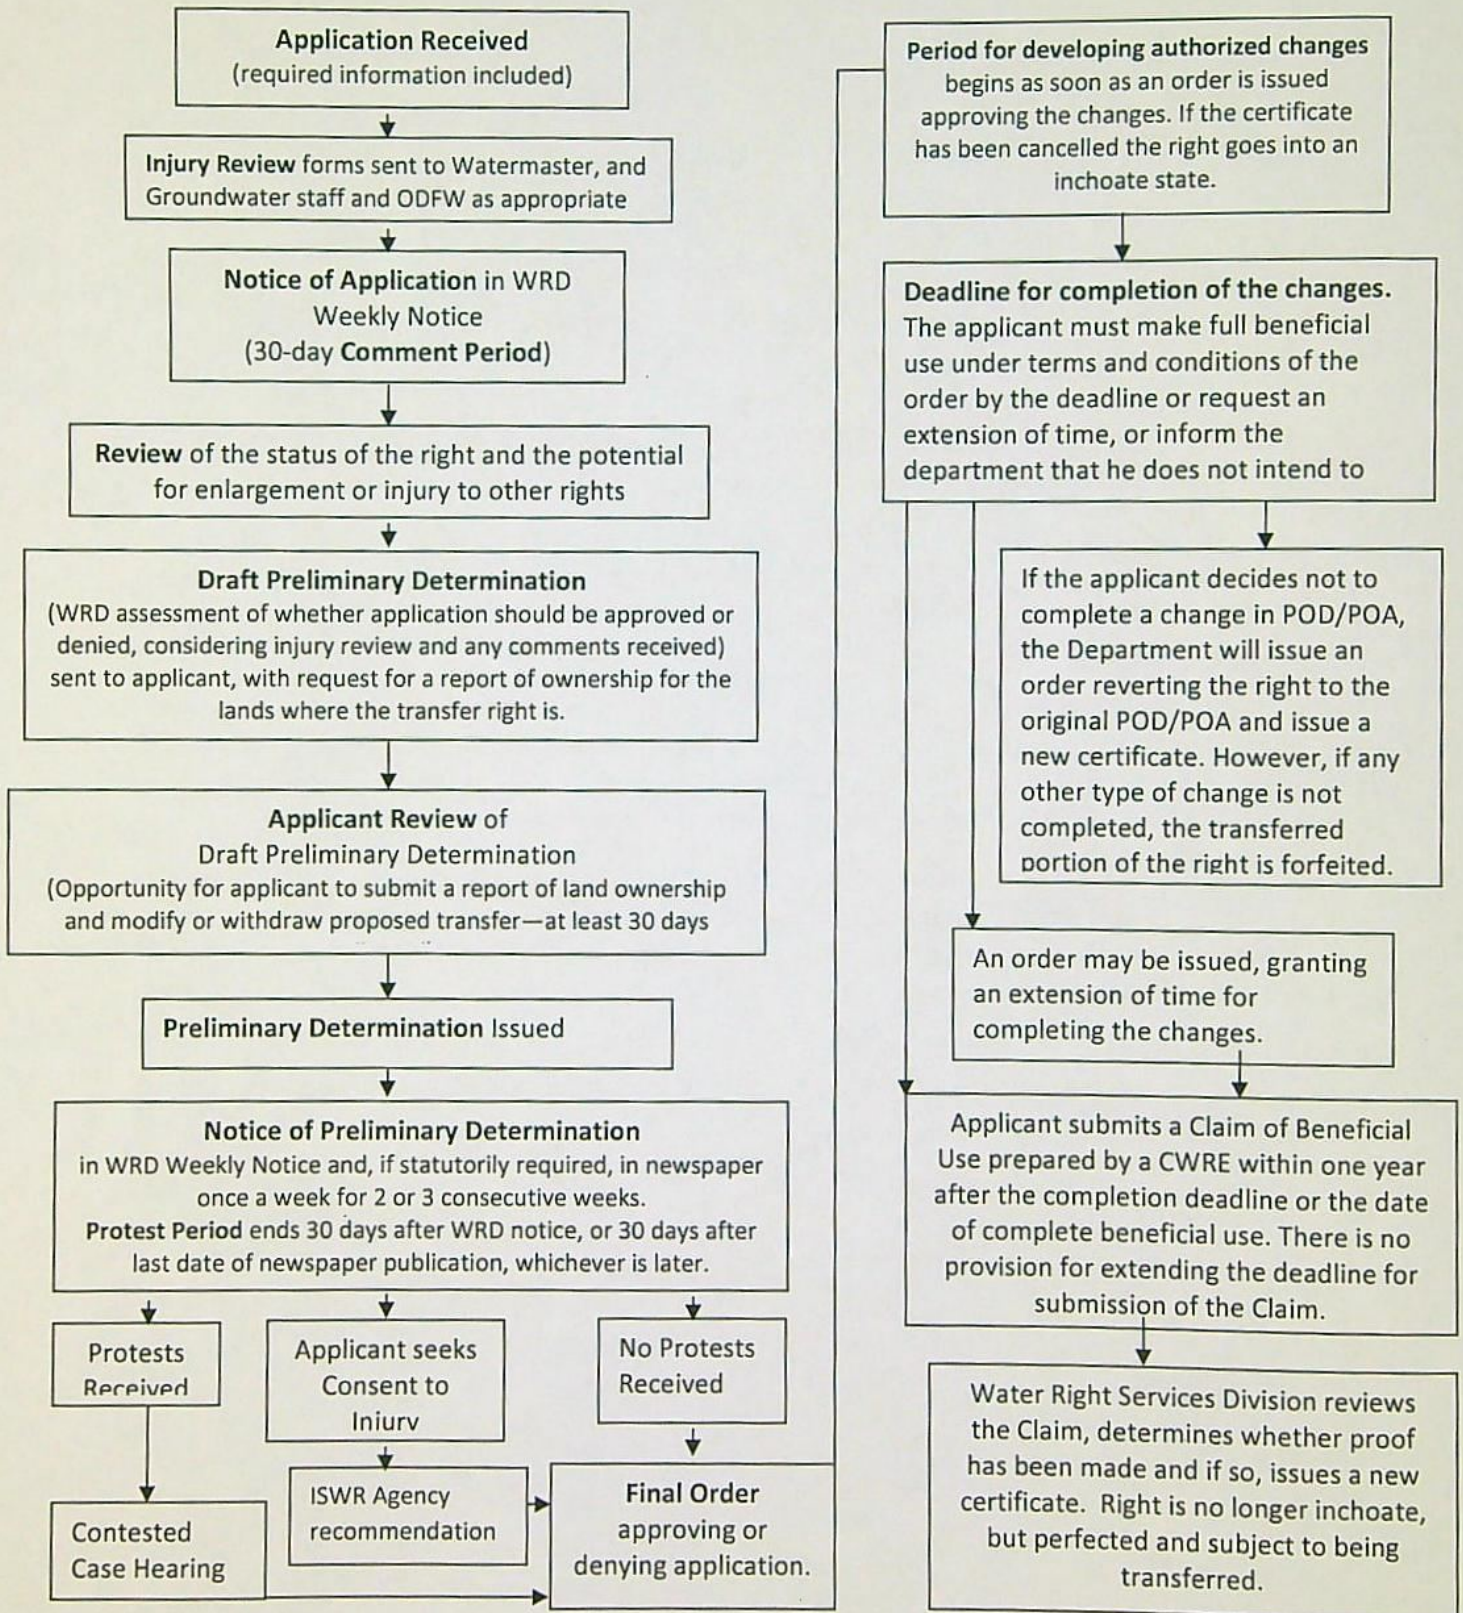 Application Received
(required information included)
Injury Review forms sent to Watermaster, and
Groundwater staff and ODFW as appropriate
Notice of Application in WRD
Weekly Notice
(30-day Comment Period)
Review of the status of the right and the potential
for enlargement or injury to other rights
Draft Preliminary Determination
(WRD assessment of whether application should be approved or
denied, considering injury review and any comments received)
sent to applicant, with request for a report of ownership for the
lands where the transfer right is.
Applicant Review of
Draft Preliminary Determination
(Opportunity for applicant to submit a report of land ownership
and modify or withdraw proposed transfer—at least 30 days
Preliminary Determination Issued
Notice of Preliminary Determination
in WRD Weekly Notice and, if statutorily required, in newspaper
once a week for 2 or 3 consecutive weeks.
Protest Period ends 30 days after WRD notice, or 30 days after
last date of newspaper publication, whichever is later.
Protests
Received
Applicant seeks
Consent to
Injury
No Protests
Received
Contested
Case Hearing
ISWR Agency
recommendation
Final Order
approving or
denying application.
Period for developing authorized changes
begins as soon as an order is issued
approving the changes. If the certificate
has been cancelled the right goes into an
inchoate state.
Deadline for completion of the changes.
The applicant must make full beneficial
use under terms and conditions of the
order by the deadline or request an
extension of time, or inform the
department that he does not intend to
If the applicant decides not to
complete a change in POD/POA,
the Department will issue an
order reverting the right to the
original POD/POA and issue a
new certificate. However, if any
other type of change is not
completed, the transferred
portion of the right is forfeited.
An order may be issued, granting
an extension of time for
completing the changes.
Applicant submits a Claim of Beneficial
Use prepared by a CWRE within one year
after the completion deadline or the date
of complete beneficial use. There is no
provision for extending the deadline for
submission of the Claim.
Water Right Services Division reviews
the Claim, determines whether proof
has been made and if so, issues a new
certificate. Right is no longer inchoate,
but perfected and subject to being
transferred.